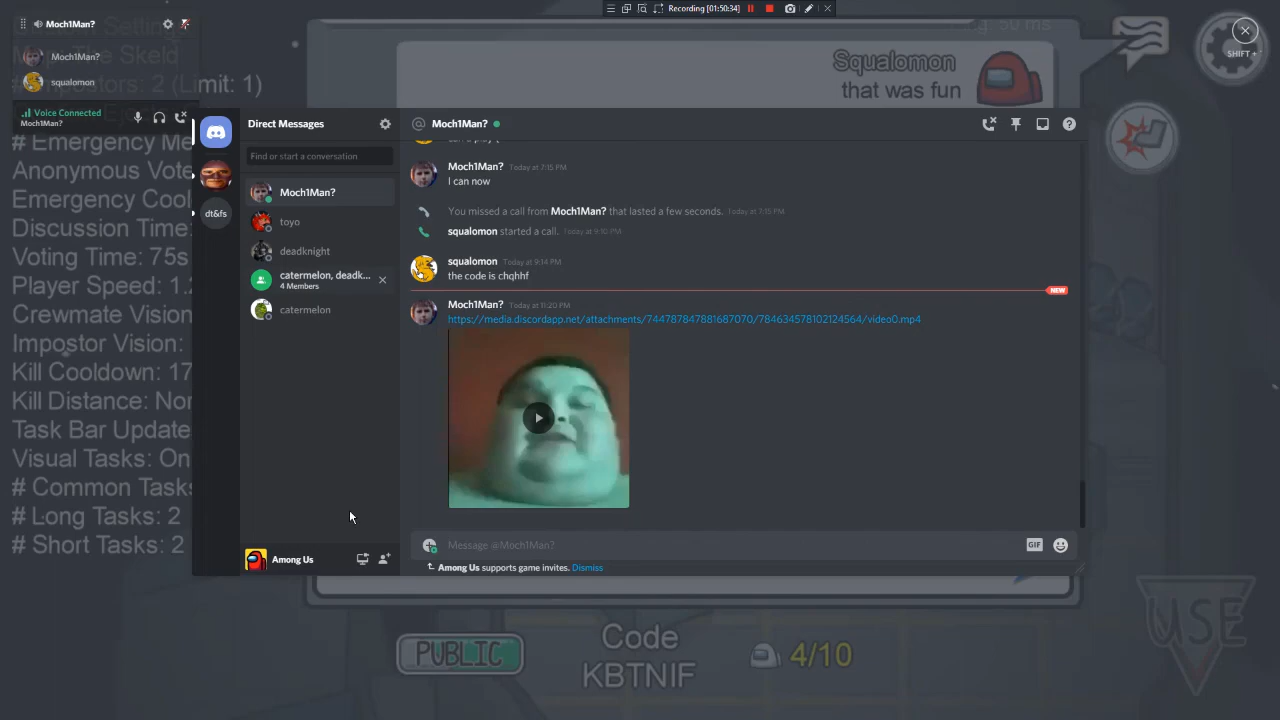 Recording [01:50:34]
Moch1Man?
Moch1Man?
squalomon
Voice Connected
Moch1Man?
Skeld
(Limit: 1)
# Emergency Me
Anonymous Vote
Emergency Cool
Discussion Time:
Voting Time: 75s
Player Speed: 1.2
Crewmate Vision
Impostor Vision:
Kill Cooldown: 17
Kill Distance: Nor
Task Bar Update
Visual Tasks: On
# Common Tasks
# Long Tasks: 2
# Short Tasks: 2
dt&fs
Direct Messages
Find or start a conversation
Moch1Man?
toyo
deadknight
catermelon, deadk...
4 Members
catermelon
Among Us
@ Moch1Man?
Moch1Man? Today at 7:15 PM
I can now
You missed a call from Moch1Man? that lasted a few seconds. Today at 7:15 PM
squalomon started a call. Today at 9:10 PM
squalomon Today at 9:14 PM
the code is chqhhf
NEW
Moch1Man? Today at 11:20 PM
https://media.discordapp.net/attachments/744787847881687070/784634578102124564/video0.mp4
Message @Moch1Man?
GIF
Among Us supports game invites. Dismiss
50 ms
Squalomon
that was fun
SHIFT +
PUBLIC
Code
KBTNIF
4/10
USE